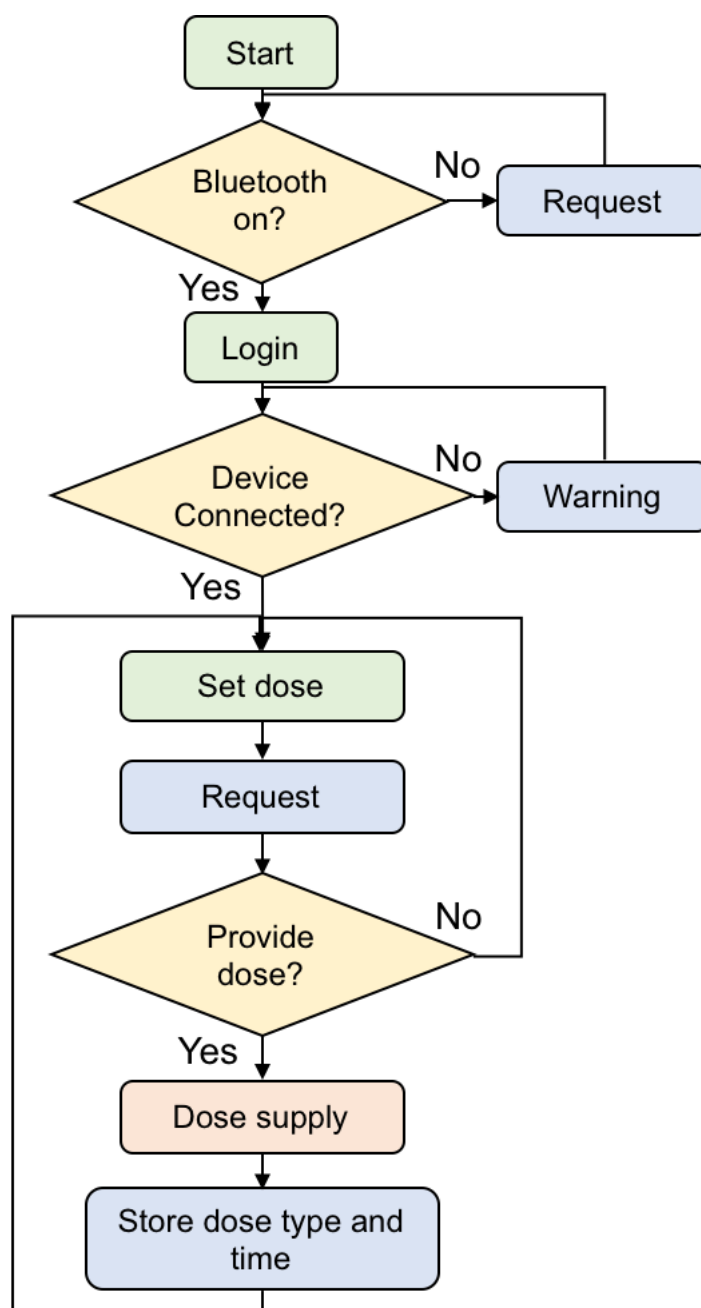 Start
Bluetooth
on?
No
Request
Yes
Login
Device
Connected?
No
Warning
Yes
Set dose
Request
Provide
dose?
No
Yes
Dose supply
Store dose type and
time